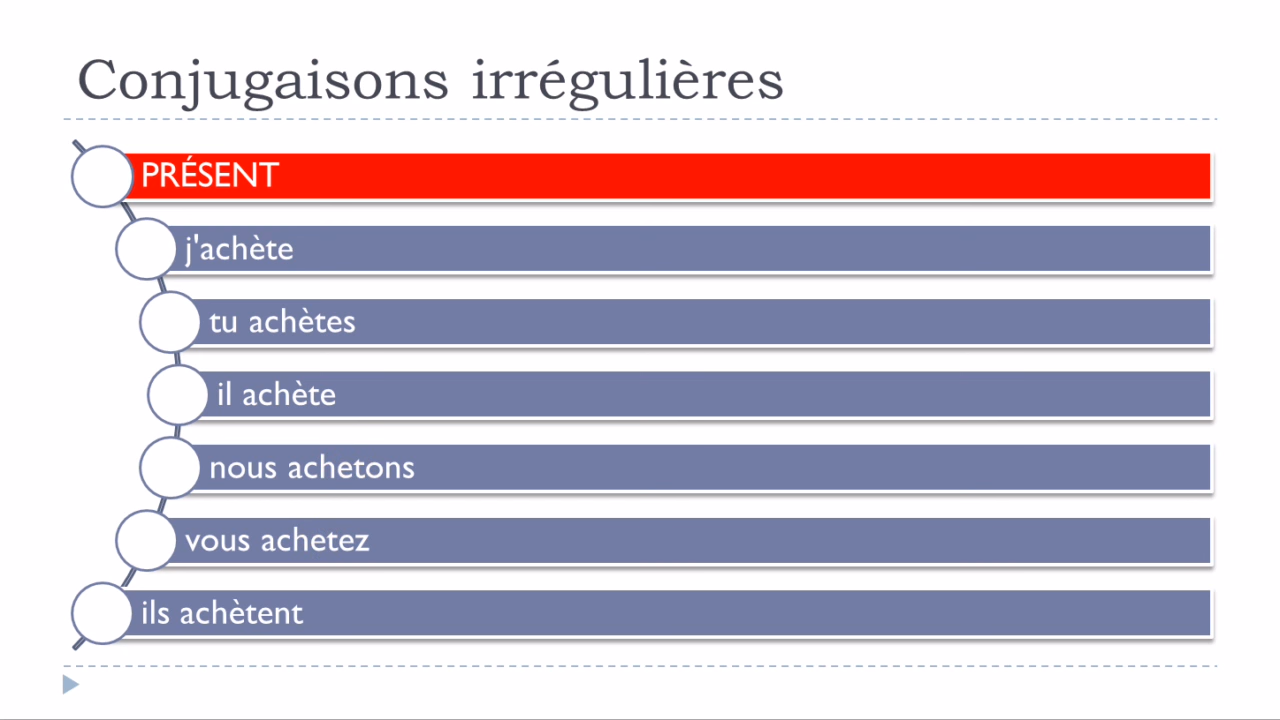 Conjugaisons irrégulières
PRÉSENT
j'achète
tu achètes
il achète
nous achetons
vous achetez
ils achètent